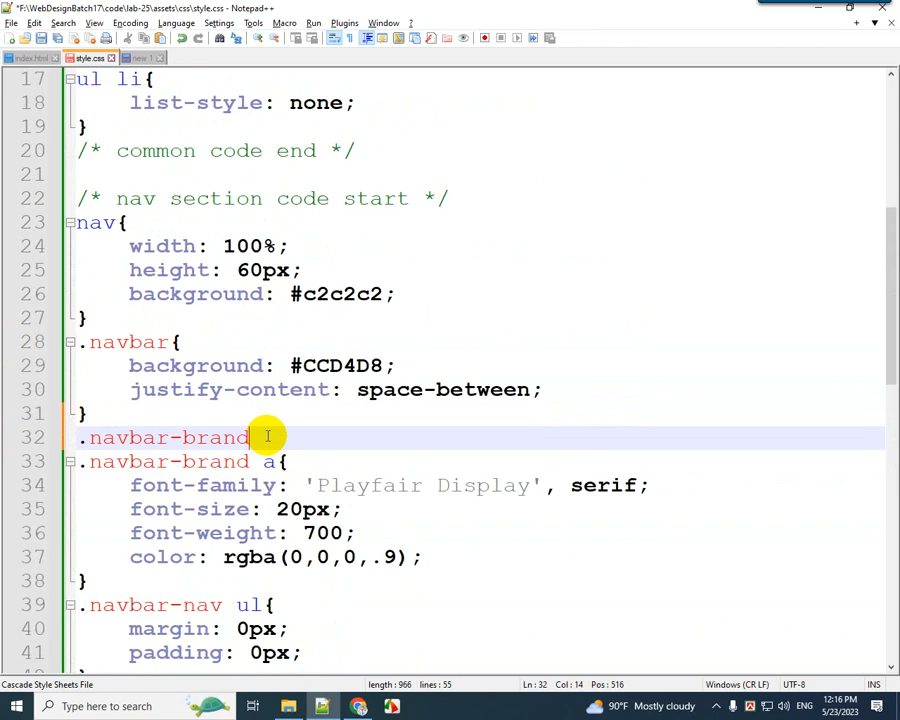 *F:\WebDesignBatch17\code\lab-25\assets\css\style.css - Notepad++
File Edit Search View Encoding Language Settings Tools Macro Run Plugins Window ?
index.html style.css new 1
17 ul li{
18 list-style: none;
19 }
20 /* common code end */
21
22 /* nav section code start */
23 nav{
24 width: 100%;
25 height: 60px;
26 background: #c2c2c2;
27 }
28 .navbar{
29 background: #CCD4D8;
30 justify-content: space-between;
31 }
32 .navbar-brand
33 .navbar-brand a{
34 font-family: 'Playfair Display', serif;
35 font-size: 20px;
36 font-weight: 700;
37 color: rgba(0,0,0,.9);
38 }
39 .navbar-nav ul{
40 margin: 0px;
41 padding: 0px;
Cascade Style Sheets File length : 966 lines : 55 Ln : 32 Col : 14 Pos : 516 Windows (CR LF) UTF-8 INS
Type here to search 90°F Mostly cloudy 12:16 PM
5/23/2023